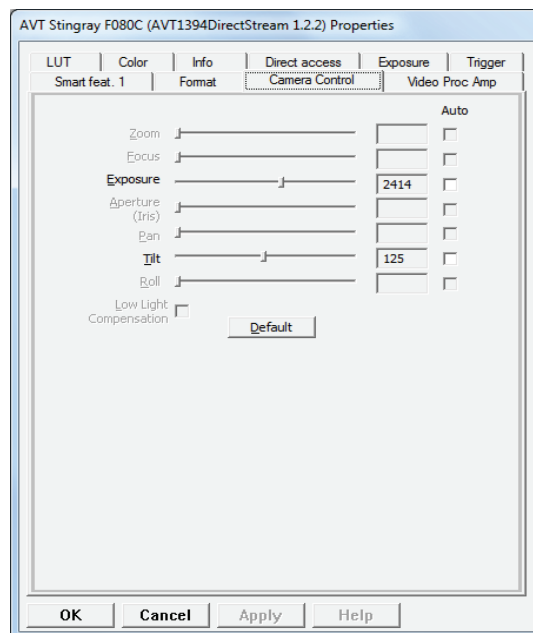 AVT Stingray F080C (AVT1394DirectStream 1.2.2) Properties
LUT Color Info Direct access Exposure Trigger
Smart feat. 1 Format Camera Control Video Proc Amp
Auto
Zoom
Focus
Exposure 2414
Aperture
(Iris)
Pan
Tilt 125
Roll
Low Light
Compensation
Default
OK Cancel Apply Help